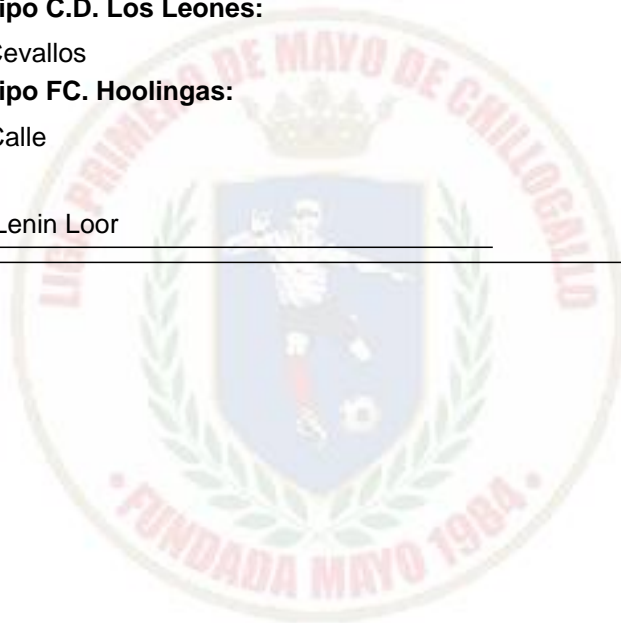 ipo C.D. Los Leones:
Cevallos
ipo FC. Hoolingas:
Calle
Lenin Loor
LIGA PRIMERO DE MAYO DE CHILLOGALLO
• FUNDADA MAYO 1984 •